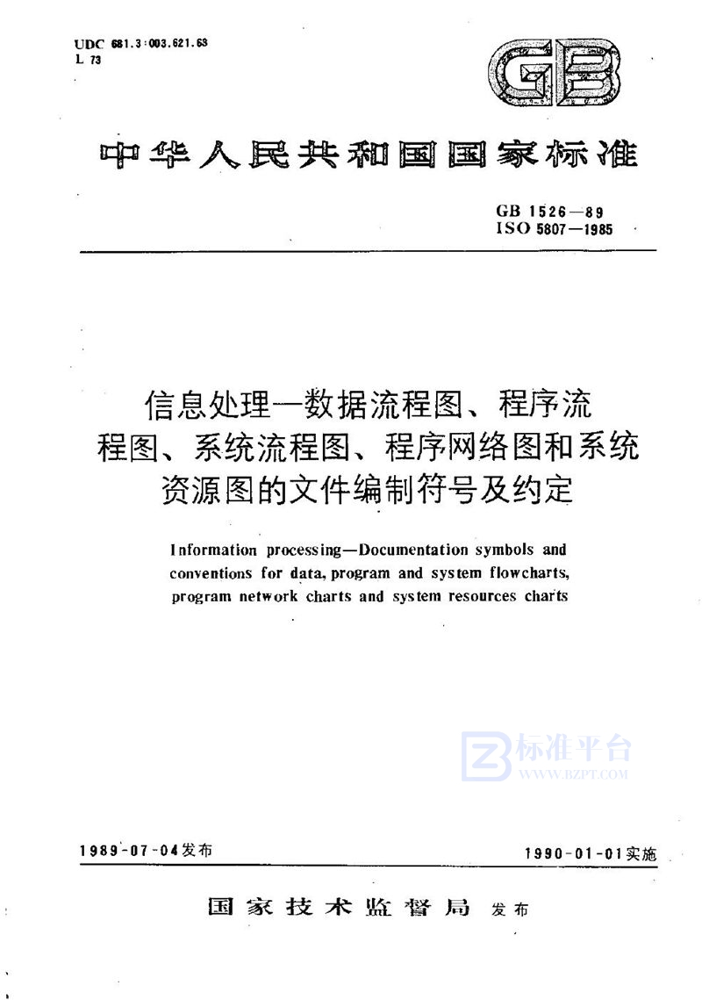 UDC 681.3:003.621.63
L 73
GB
中华人民共和国国家标准
GB 1526—89
ISO 5807—1985
信息处理—数据流程图、程序流
程图、系统流程图、程序网络图和系统
资源图的文件编制符号及约定
Information processing—Documentation symbols and
conventions for data, program and system flowcharts,
program network charts and system resources charts
标准平台
WWW.BZPT.COM
1989-07-04发布
1990-01-01实施
国家技术监督局 发布